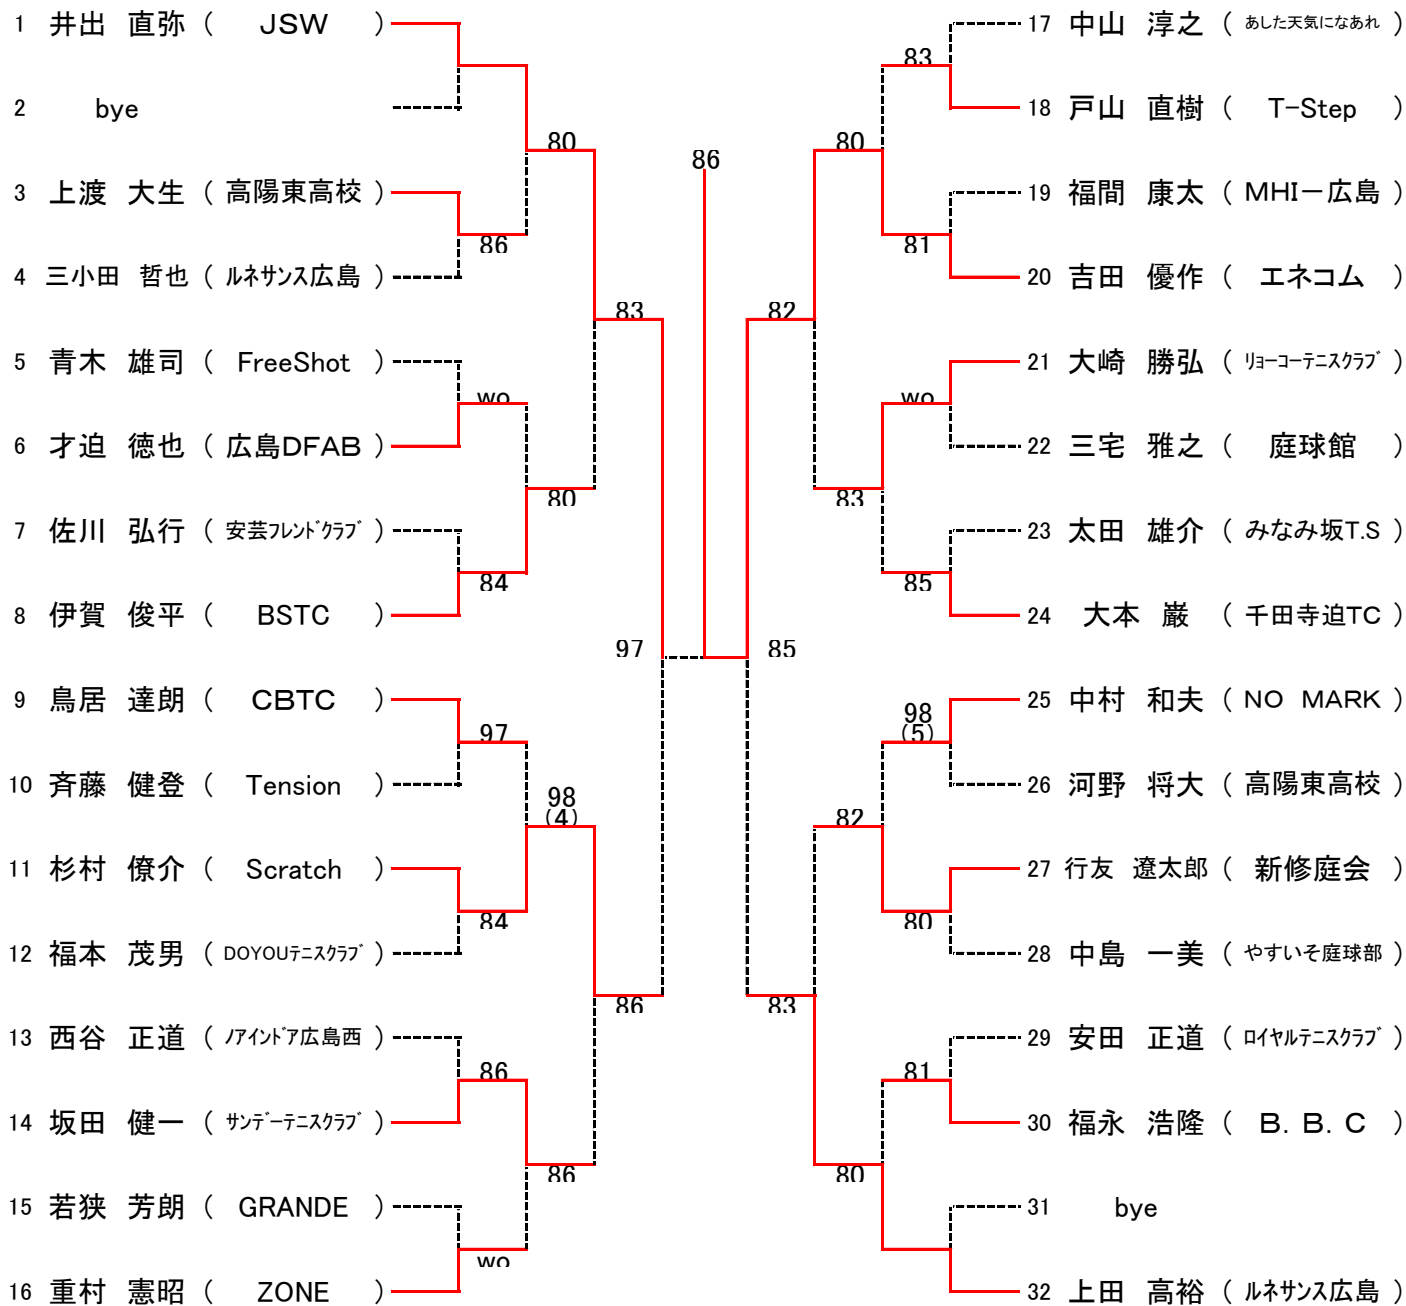 1 井出 直弥 ( JSW )
2 bye
80
3 上渡 大生 ( 高陽東高校 )
86
4 三小田 哲也 ( ルネサンス広島 )
83
5 青木 雄司 ( FreeShot )
wo
6 才迫 徳也 ( 広島DFAB )
80
7 佐川 弘行 ( 安芸フレンドクラブ )
84
8 伊賀 俊平 ( BSTC )
97
9 鳥居 達朗 ( CBTC )
97
10 斉藤 健登 ( Tension )
98
(4)
11 杉村 僚介 ( Scratch )
84
12 福本 茂男 ( DOYOUテニスクラブ )
86
13 西谷 正道 ( ノアインドア広島西 )
86
14 坂田 健一 ( サンデーテニスクラブ )
86
15 若狭 芳朗 ( GRANDE )
wo
16 重村 憲昭 ( ZONE )
86
17 中山 淳之 ( あした天気になあれ )
83
18 戸山 直樹 ( T-Step )
80
19 福間 康太 ( MHI-広島 )
81
20 吉田 優作 ( エネコム )
82
21 大崎 勝弘 ( リョーコーテニスクラブ )
wo
22 三宅 雅之 ( 庭球館 )
83
23 太田 雄介 ( みなみ坂T.S )
85
24 大本 巌 ( 千田寺迫TC )
85
25 中村 和夫 ( NO MARK )
98
(5)
26 河野 将大 ( 高陽東高校 )
82
27 行友 遼太郎 ( 新修庭会 )
80
28 中島 一美 ( やすいそ庭球部 )
83
29 安田 正道 ( ロイヤルテニスクラブ )
81
30 福永 浩隆 ( B. B. C )
80
31 bye
32 上田 高裕 ( ルネサンス広島 )